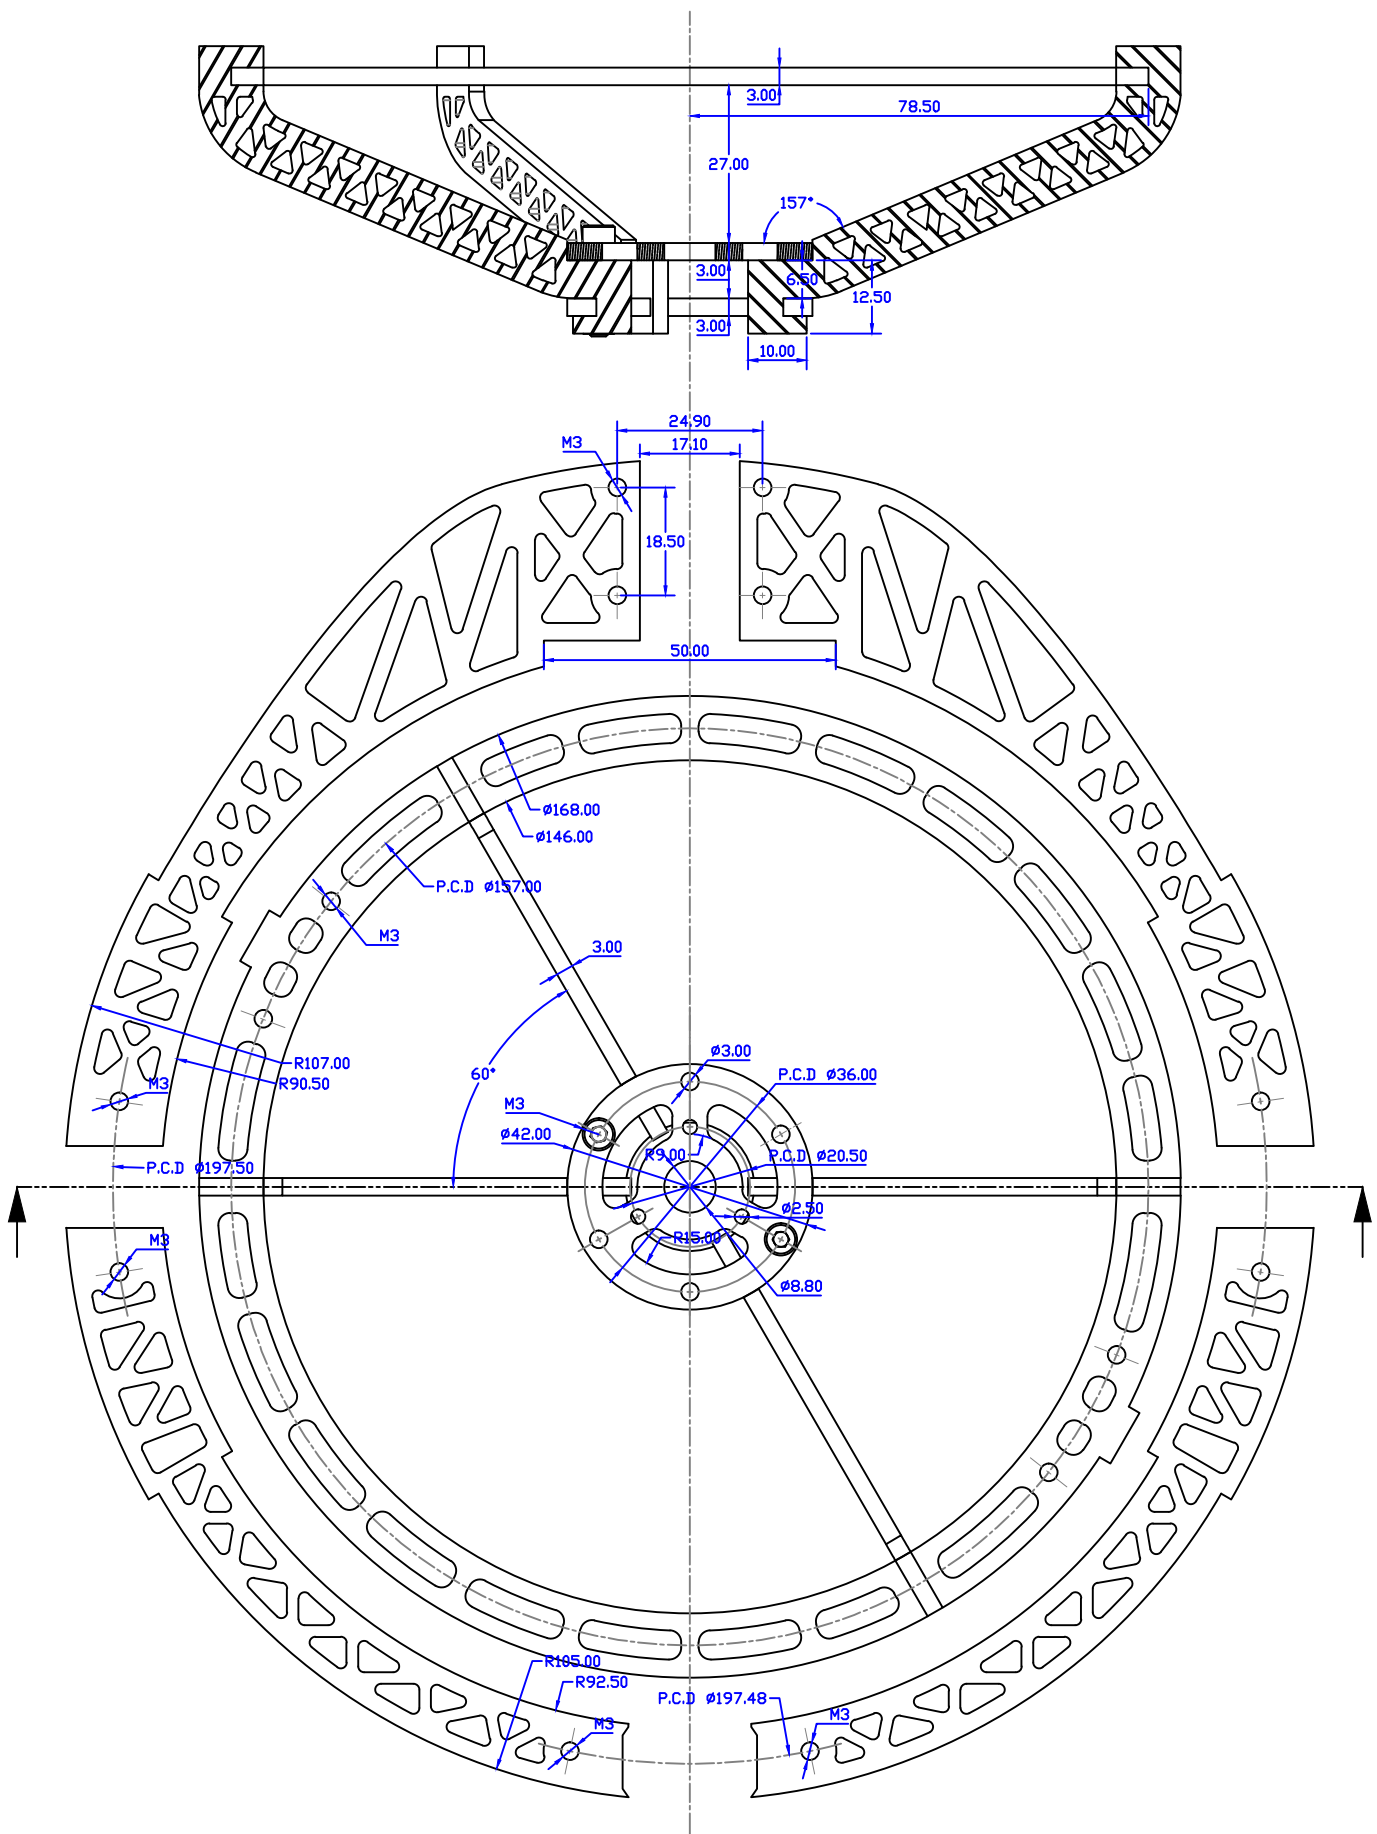 3.00
78.50
27.00
157°
3.00
6.50
12.50
3.00
10.00
24.90
M3
17.10
18.50
50.00
ø168.00
ø146.00
P.C.D ø157.00
M3
3.00
R107.00
60°
R90.50
M3
ø3.00
P.C.D ø36.00
M3
ø42.00
R9.00
P.C.D ø20.50
P.C.D ø197.50
ø2.50
R15.00
M3
ø8.80
R105.00
R92.50
P.C.D ø197.48
M3
M3